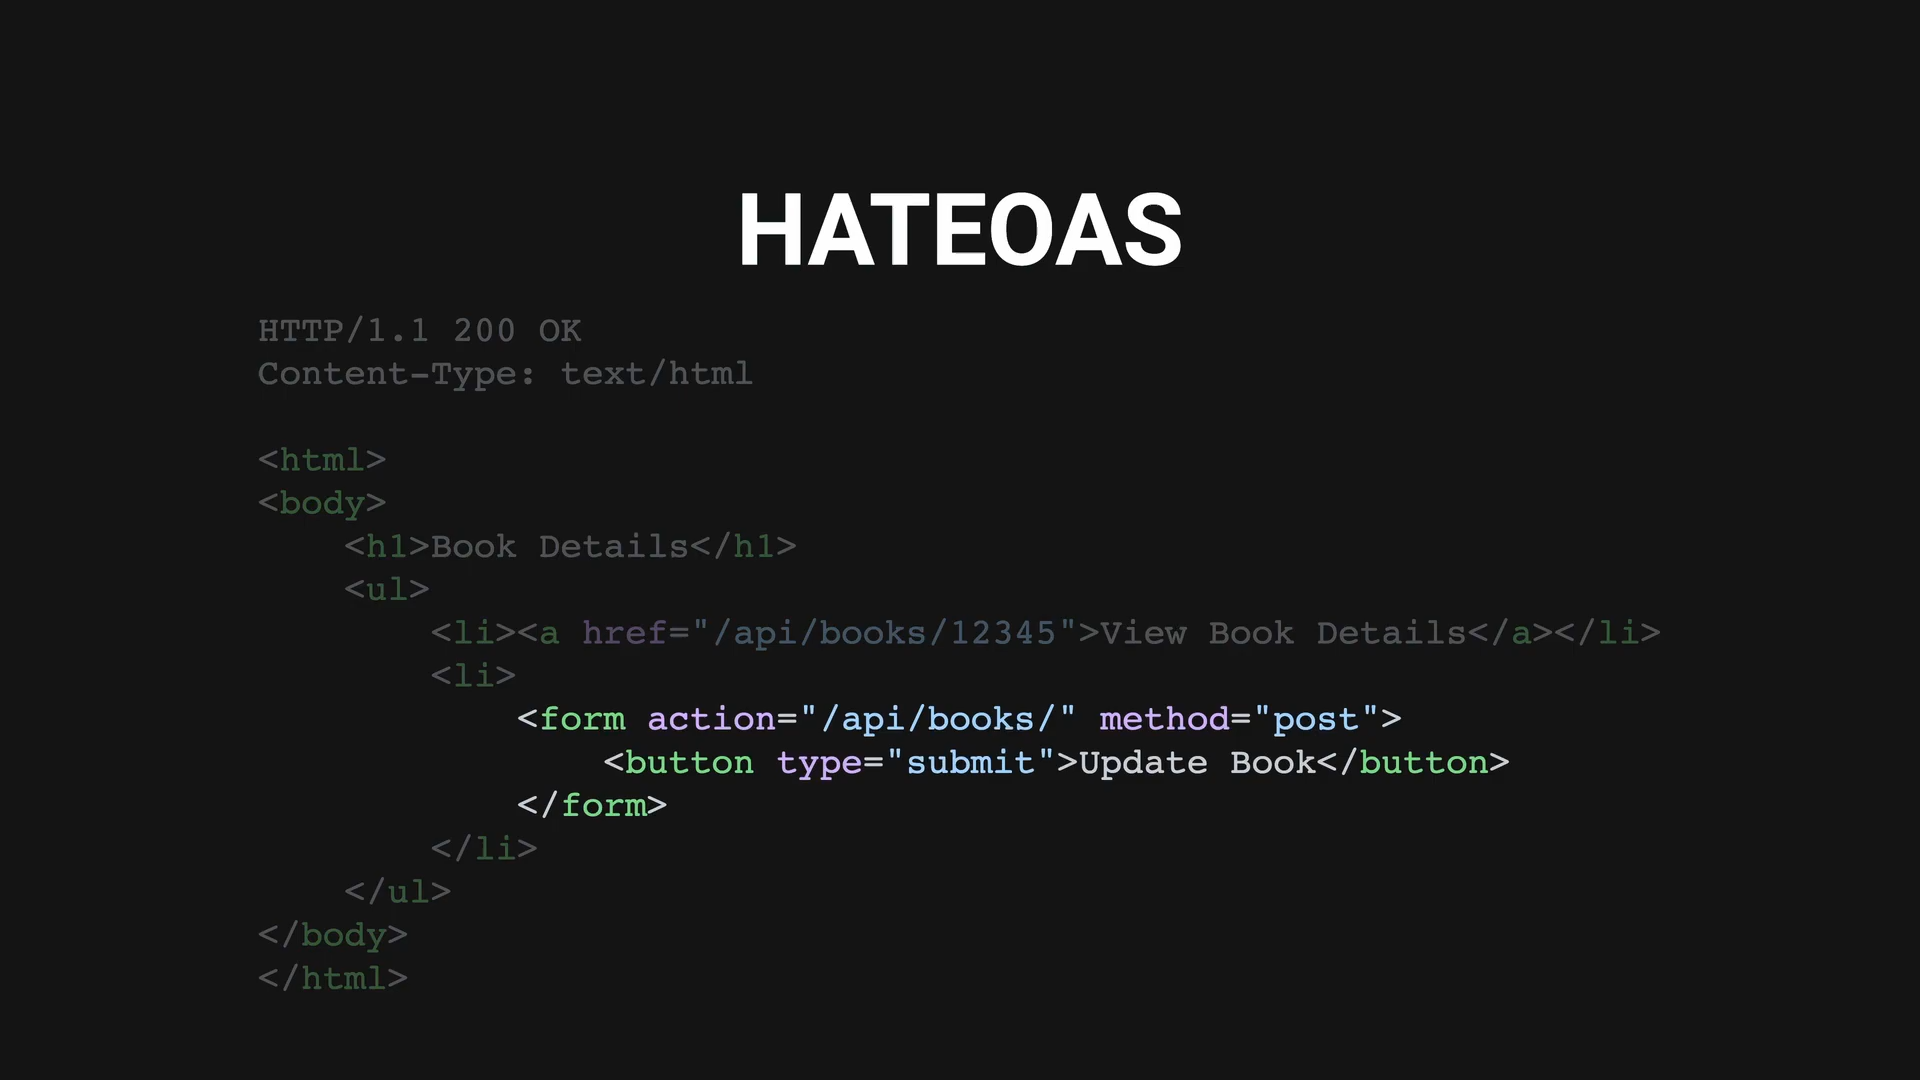 HATEOAS
HTTP/1.1 200 OK
Content-Type: text/html
<html>
<body>
<h1>Book Details</h1>
<ul>
<li><a href="/api/books/12345">View Book Details</a></li>
<li>
<form action="/api/books/" method="post">
<button type="submit">Update Book</button>
</form>
</li>
</ul>
</body>
</html>